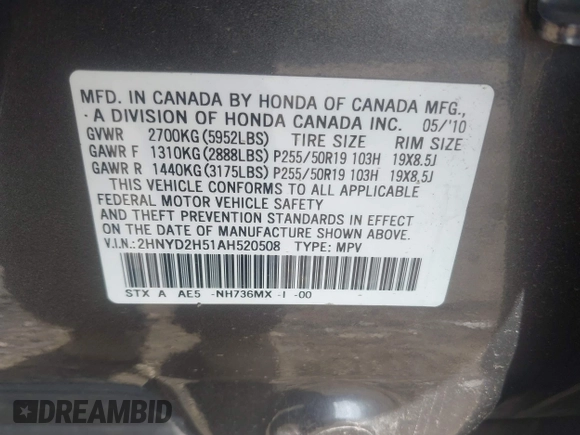 MFD. IN CANADA BY HONDA OF CANADA MFG.,
A DIVISION OF HONDA CANADA INC. 05/'10
GVWR 2700KG(5952LBS) TIRE SIZE RIM SIZE
GAWR F 1310KG(2888LBS) P255/50R19 103H 19X8.5J
GAWR R 1440KG(3175LBS) P255/50R19 103H 19X8.5J
THIS VEHICLE CONFORMS TO ALL APPLICABLE
FEDERAL MOTOR VEHICLE SAFETY
AND THEFT PREVENTION STANDARDS IN EFFECT
ON THE DATE OF MANUFACTURE SHOWN ABOVE.
V.I.N.: 2HNYD2H51AH520508 TYPE: MPV
STX A AE5 -NH736MX -I -00 -
DREAMBID